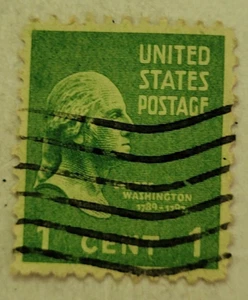 UNITED
STATES
POSTAGE
WASHINGTON
1789-1797
1 CENT 1